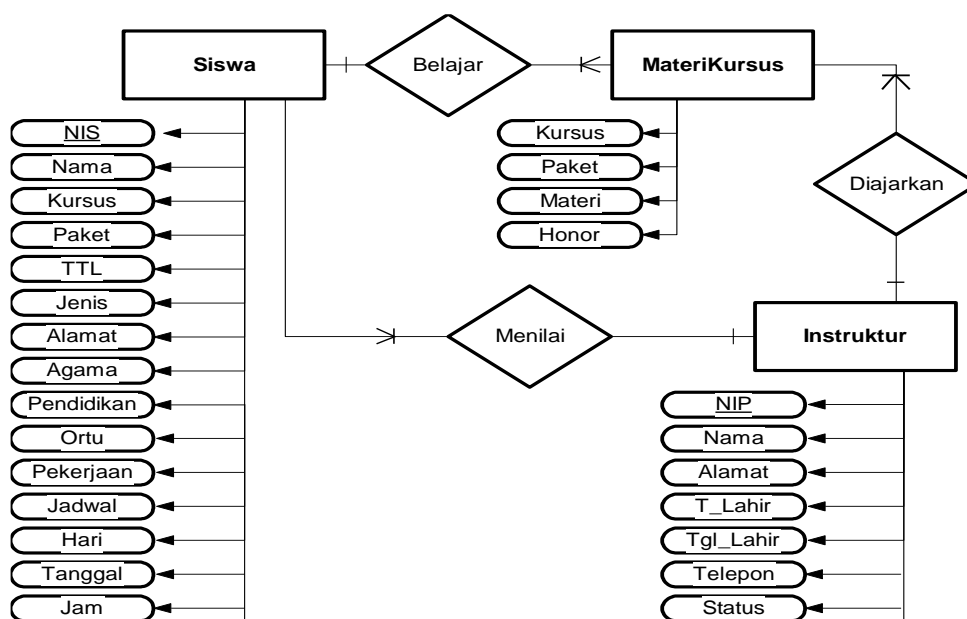 Siswa
Belajar
MateriKursus
NIS
Nama
Kursus
Paket
TTL
Jenis
Alamat
Agama
Pendidikan
Ortu
Pekerjaan
Jadwal
Hari
Tanggal
Jam
Kursus
Paket
Materi
Honor
Diajarkan
Menilai
Instruktur
NIP
Nama
Alamat
T_Lahir
Tgl_Lahir
Telepon
Status